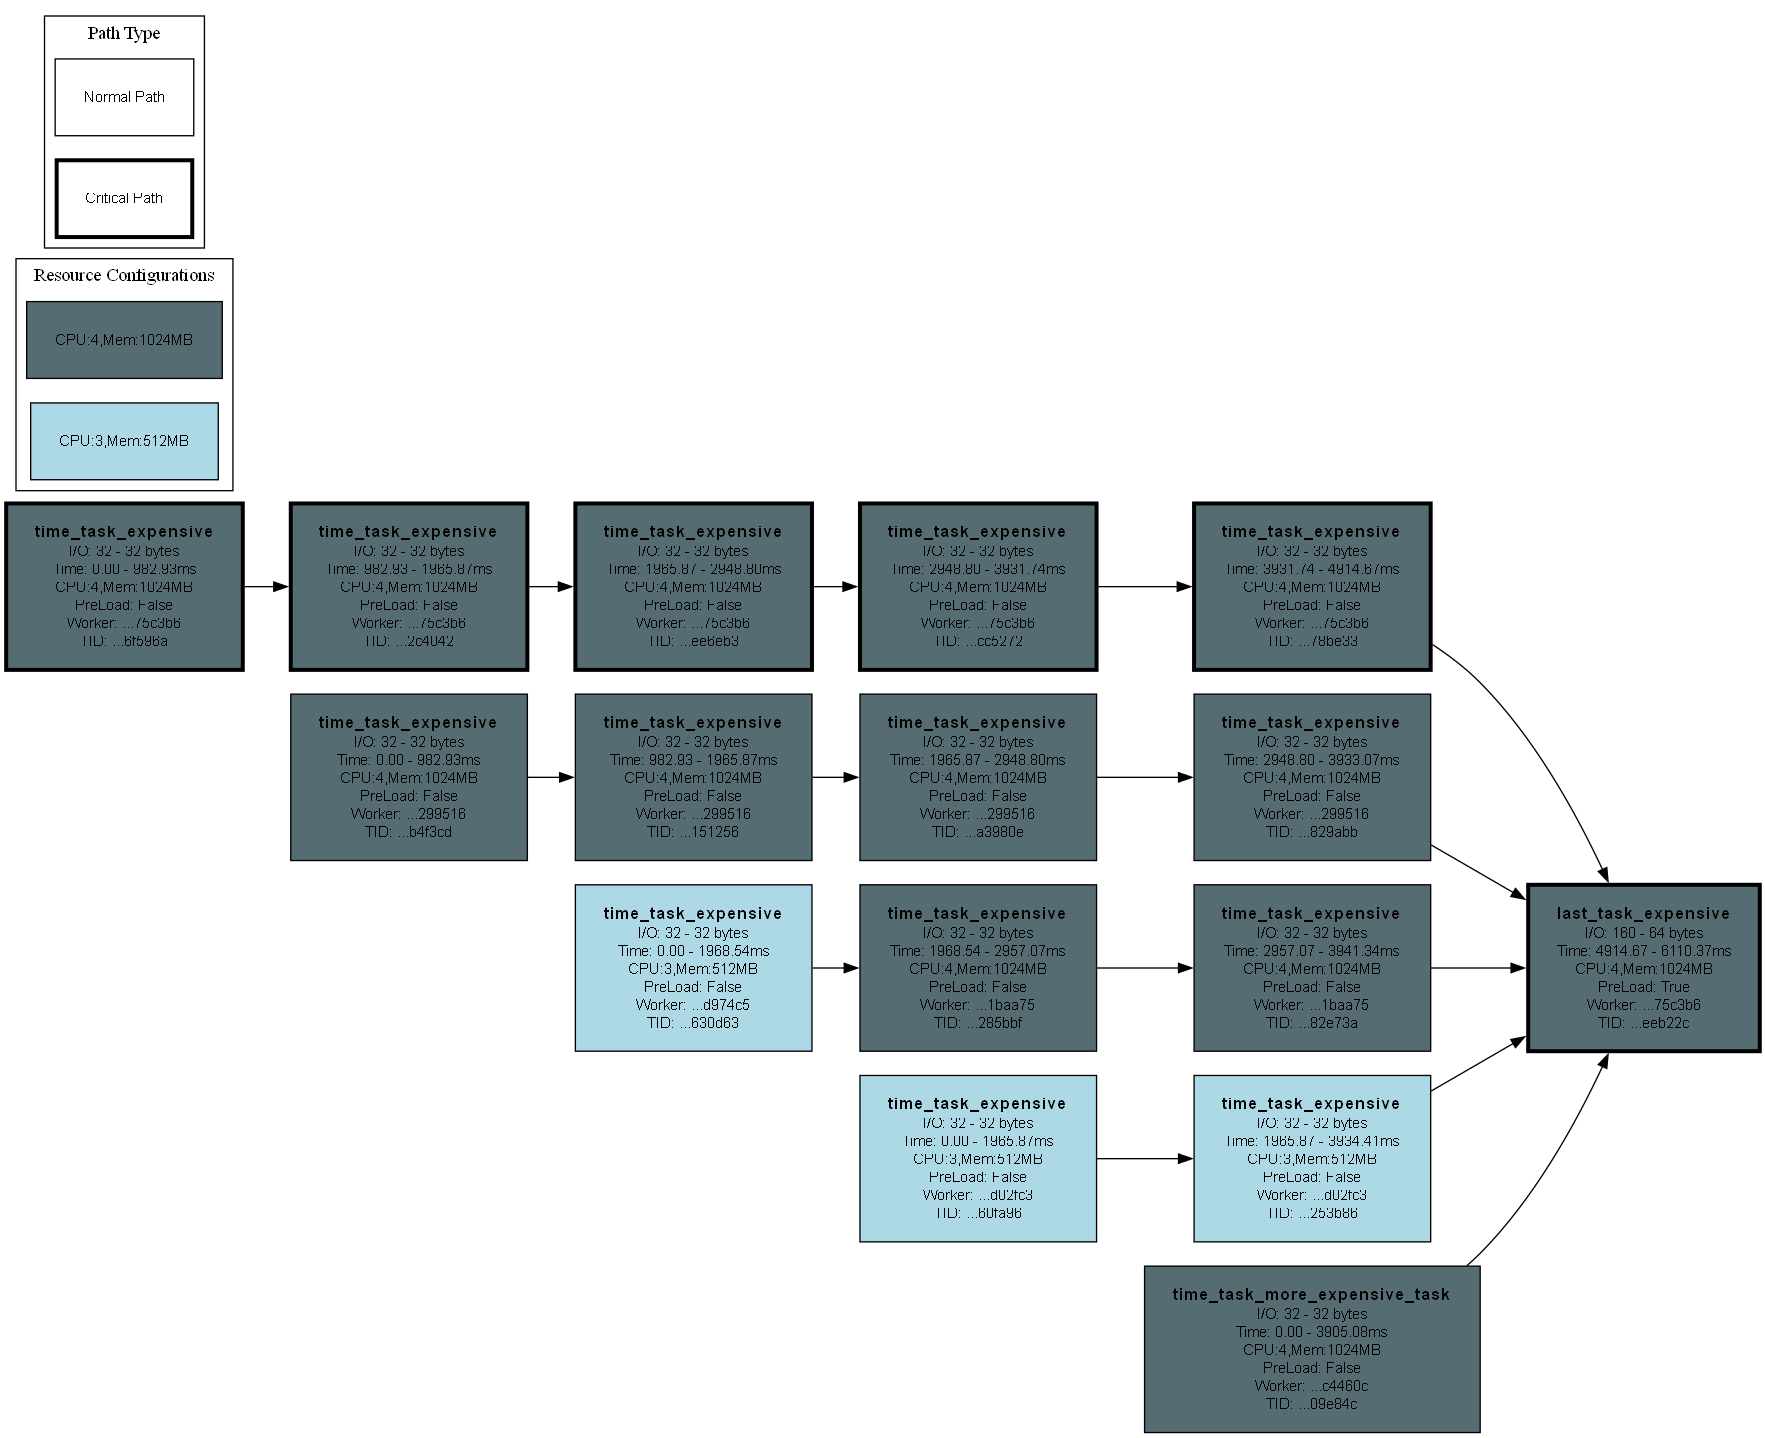 Path Type
Normal Path
Critical Path
Resource Configurations
CPU:4,Mem:1024MB
CPU:3,Mem:512MB
time_task_expensive
I/O: 32 - 32 bytes
Time: 0.00 - 982.93ms
CPU:4,Mem:1024MB
PreLoad: False
Worker: ...75c3b6
TID: ...6f596a
time_task_expensive
I/O: 32 - 32 bytes
Time: 982.93 - 1965.87ms
CPU:4,Mem:1024MB
PreLoad: False
Worker: ...75c3b6
TID: ...2c4042
time_task_expensive
I/O: 32 - 32 bytes
Time: 1965.87 - 2948.80ms
CPU:4,Mem:1024MB
PreLoad: False
Worker: ...75c3b6
TID: ...ee6eb3
time_task_expensive
I/O: 32 - 32 bytes
Time: 2948.80 - 3931.74ms
CPU:4,Mem:1024MB
PreLoad: False
Worker: ...75c3b6
TID: ...cc5272
time_task_expensive
I/O: 32 - 32 bytes
Time: 3931.74 - 4914.67ms
CPU:4,Mem:1024MB
PreLoad: False
Worker: ...75c3b6
TID: ...78be33
time_task_expensive
I/O: 32 - 32 bytes
Time: 0.00 - 982.93ms
CPU:4,Mem:1024MB
PreLoad: False
Worker: ...299516
TID: ...b4f3cd
time_task_expensive
I/O: 32 - 32 bytes
Time: 982.93 - 1965.87ms
CPU:4,Mem:1024MB
PreLoad: False
Worker: ...299516
TID: ...151256
time_task_expensive
I/O: 32 - 32 bytes
Time: 1965.87 - 2948.80ms
CPU:4,Mem:1024MB
PreLoad: False
Worker: ...299516
TID: ...a3980e
time_task_expensive
I/O: 32 - 32 bytes
Time: 2948.80 - 3933.07ms
CPU:4,Mem:1024MB
PreLoad: False
Worker: ...299516
TID: ...829abb
time_task_expensive
I/O: 32 - 32 bytes
Time: 0.00 - 1968.54ms
CPU:3,Mem:512MB
PreLoad: False
Worker: ...d974c5
TID: ...630d63
time_task_expensive
I/O: 32 - 32 bytes
Time: 1968.54 - 2957.07ms
CPU:4,Mem:1024MB
PreLoad: False
Worker: ...1baa75
TID: ...285bbf
time_task_expensive
I/O: 32 - 32 bytes
Time: 2957.07 - 3941.34ms
CPU:4,Mem:1024MB
PreLoad: False
Worker: ...1baa75
TID: ...82e73a
last_task_expensive
I/O: 160 - 64 bytes
Time: 4914.67 - 6110.37ms
CPU:4,Mem:1024MB
PreLoad: True
Worker: ...75c3b6
TID: ...eeb22c
time_task_expensive
I/O: 32 - 32 bytes
Time: 0.00 - 1965.87ms
CPU:3,Mem:512MB
PreLoad: False
Worker: ...d02fc3
TID: ...60fa96
time_task_expensive
I/O: 32 - 32 bytes
Time: 1965.87 - 3934.41ms
CPU:3,Mem:512MB
PreLoad: False
Worker: ...d02fc3
TID: ...253b86
time_task_more_expensive_task
I/O: 32 - 32 bytes
Time: 0.00 - 3905.08ms
CPU:4,Mem:1024MB
PreLoad: False
Worker: ...c4460c
TID: ...09e84c